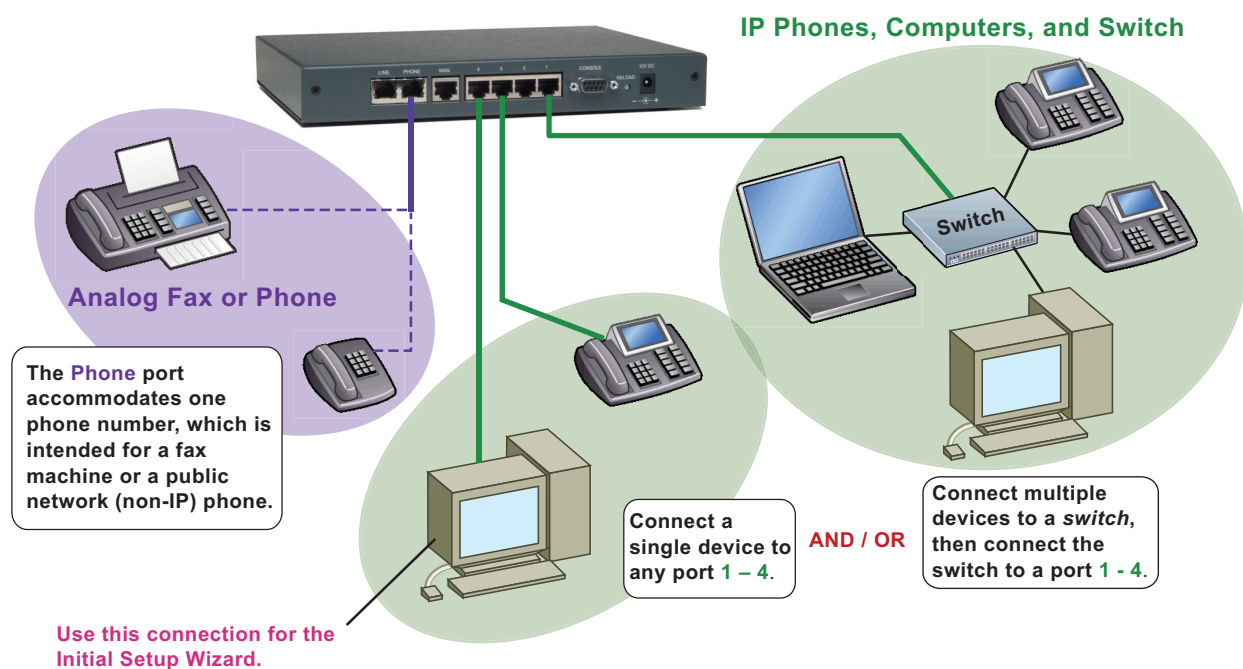 IP Phones, Computers, and Switch
LINE PHONE WAN 4 3 2 1 CONSOLE RELOAD 12V DC
Switch
Analog Fax or Phone
The Phone port
accommodates one
phone number, which is
intended for a fax
machine or a public
network (non-IP) phone.
Connect a
single device to
any port 1 – 4.
AND / OR
Connect multiple
devices to a switch,
then connect the
switch to a port 1 - 4.
Use this connection for the
Initial Setup Wizard.